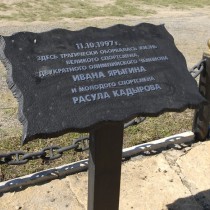 11.10.1997 г.
ЗДЕСЬ ТРАГИЧЕСКИ ОБОРВАЛАСЬ ЖИЗНЬ
ВЕЛИКОГО СПОРТСМЕНА,
ДВУКРАТНОГО ОЛИМПИЙСКОГО ЧЕМПИОНА
ИВАНА ЯРЫГИНА
И МОЛОДОГО СПОРТСМЕНА
РАСУЛА КАДЫРОВА